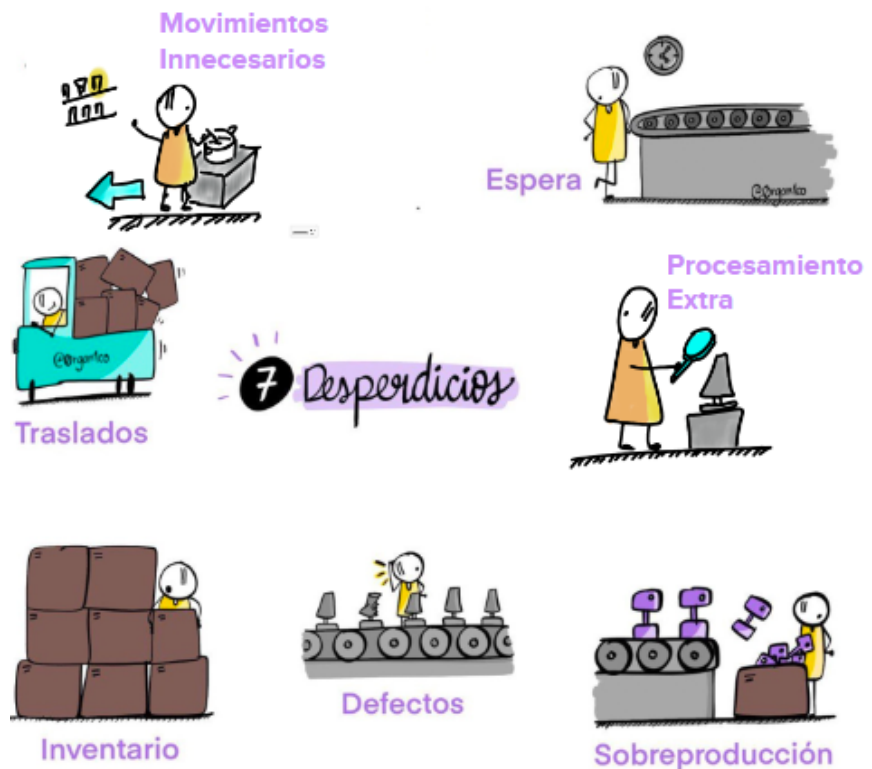 Movimientos
Innecesarios
Espera
@Organico
Procesamiento
Extra
@Organico
Traslados
7 Desperdicios
Inventario
Defectos
Sobreproducción